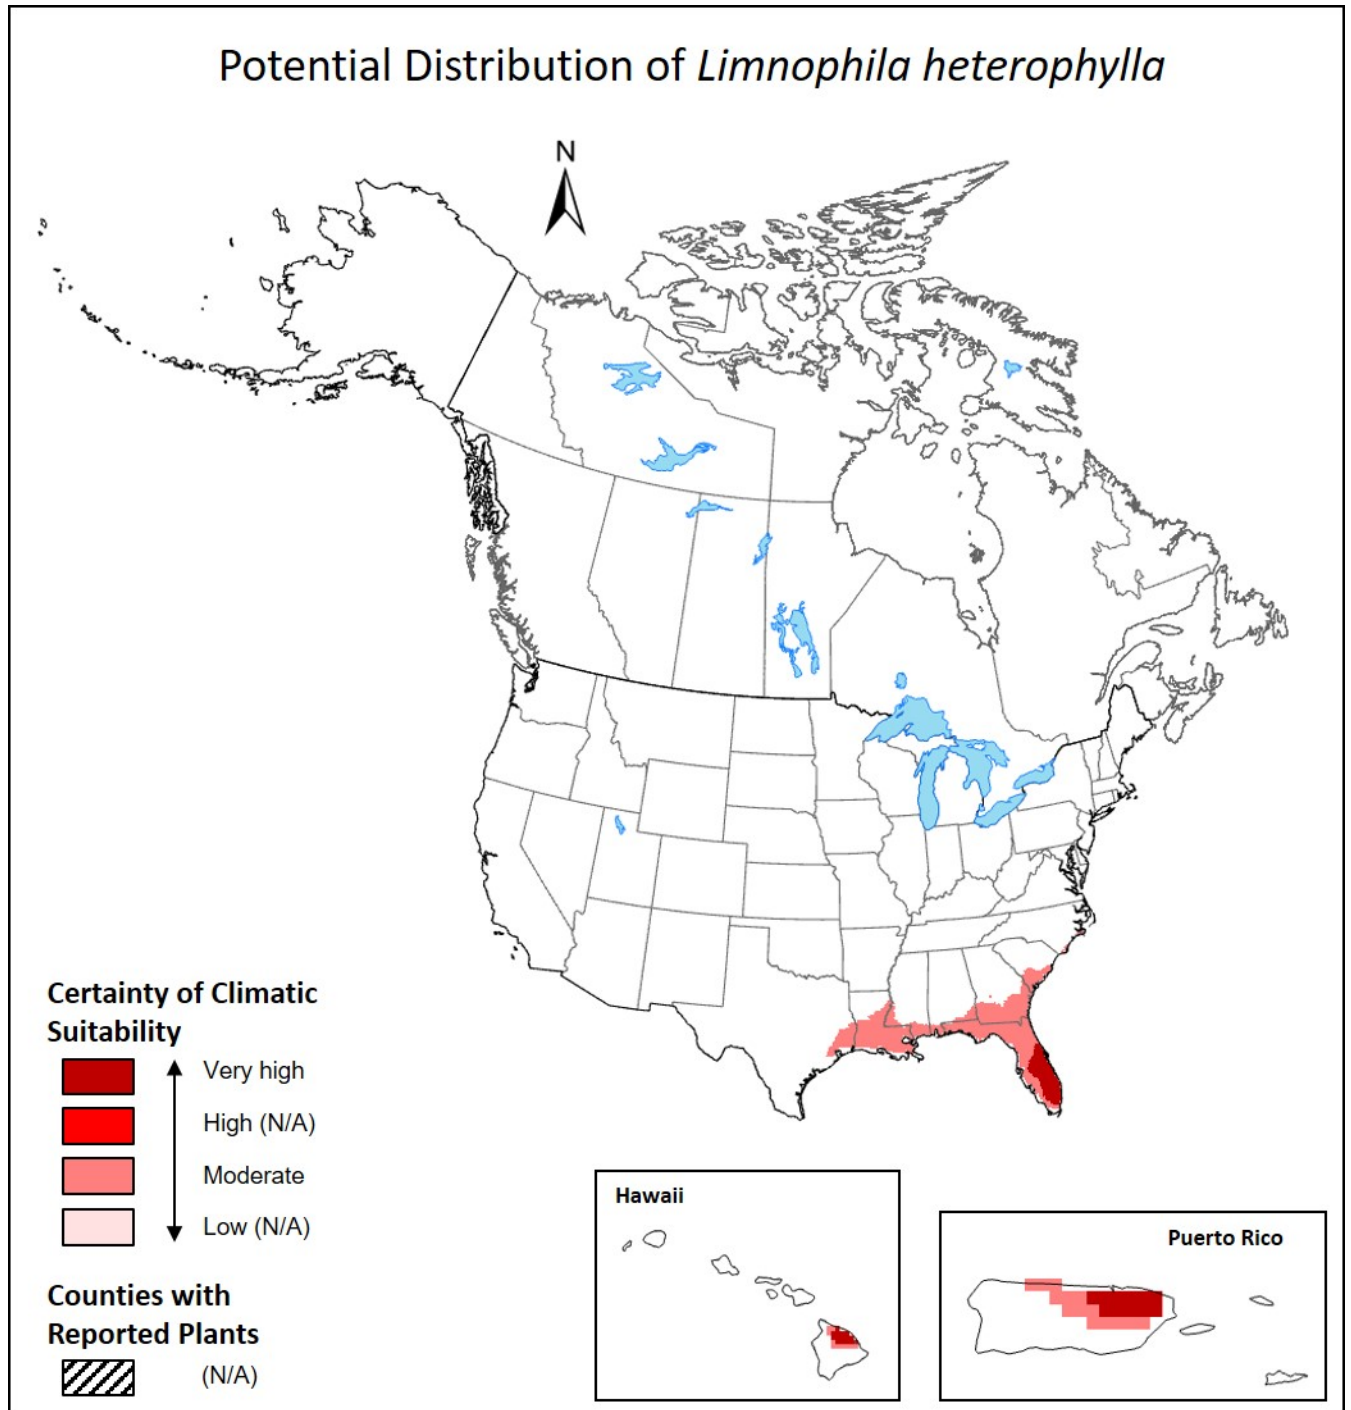 Potential Distribution of Limnophila heterophylla
N
Certainty of Climatic
Suitability
Very high
High (N/A)
Moderate
Low (N/A)
Counties with
Reported Plants
(N/A)
Hawaii
Puerto Rico